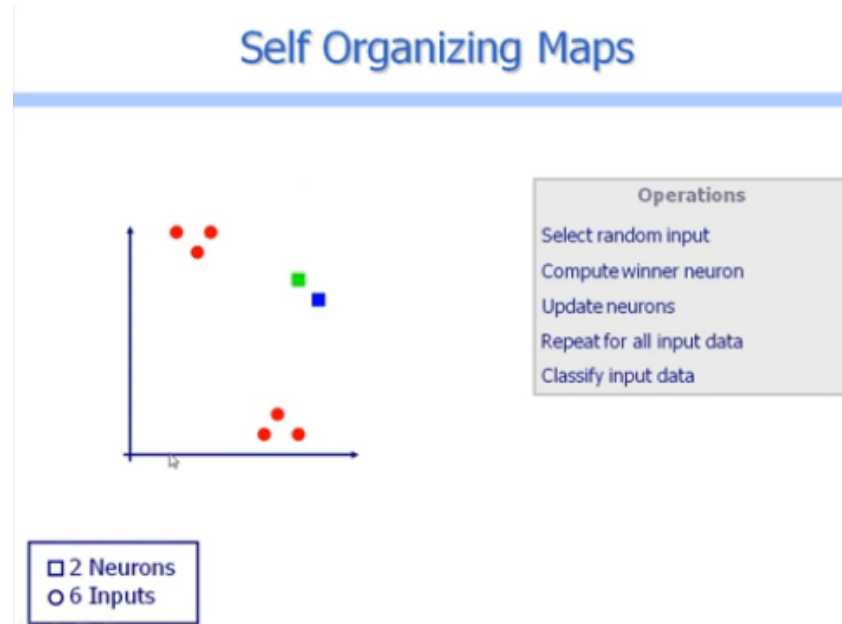 Self Organizing Maps
Operations
Select random input
Compute winner neuron
Update neurons
Repeat for all input data
Classify input data
2 Neurons
6 Inputs